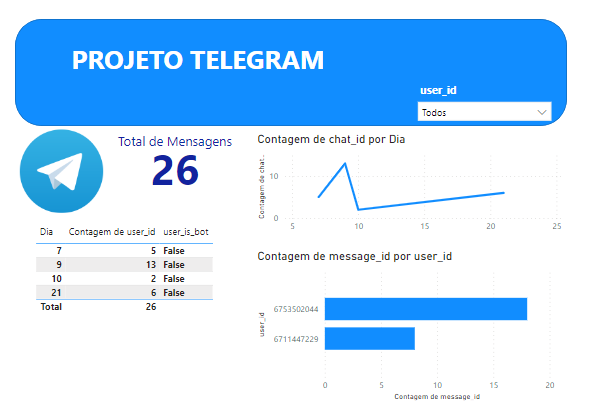 PROJETO TELEGRAM
user_id
Todos
Total de Mensagens
26
Contagem de chat_id por Dia
Contagem de chat...
10
0
5 10 15 20 25
Dia Contagem de user_id user_is_bot
7 5 False
9 13 False
10 2 False
21 6 False
Total 26
Contagem de message_id por user_id
user_id
6753502044
6711447229
0 5 10 15 20
Contagem de message_id